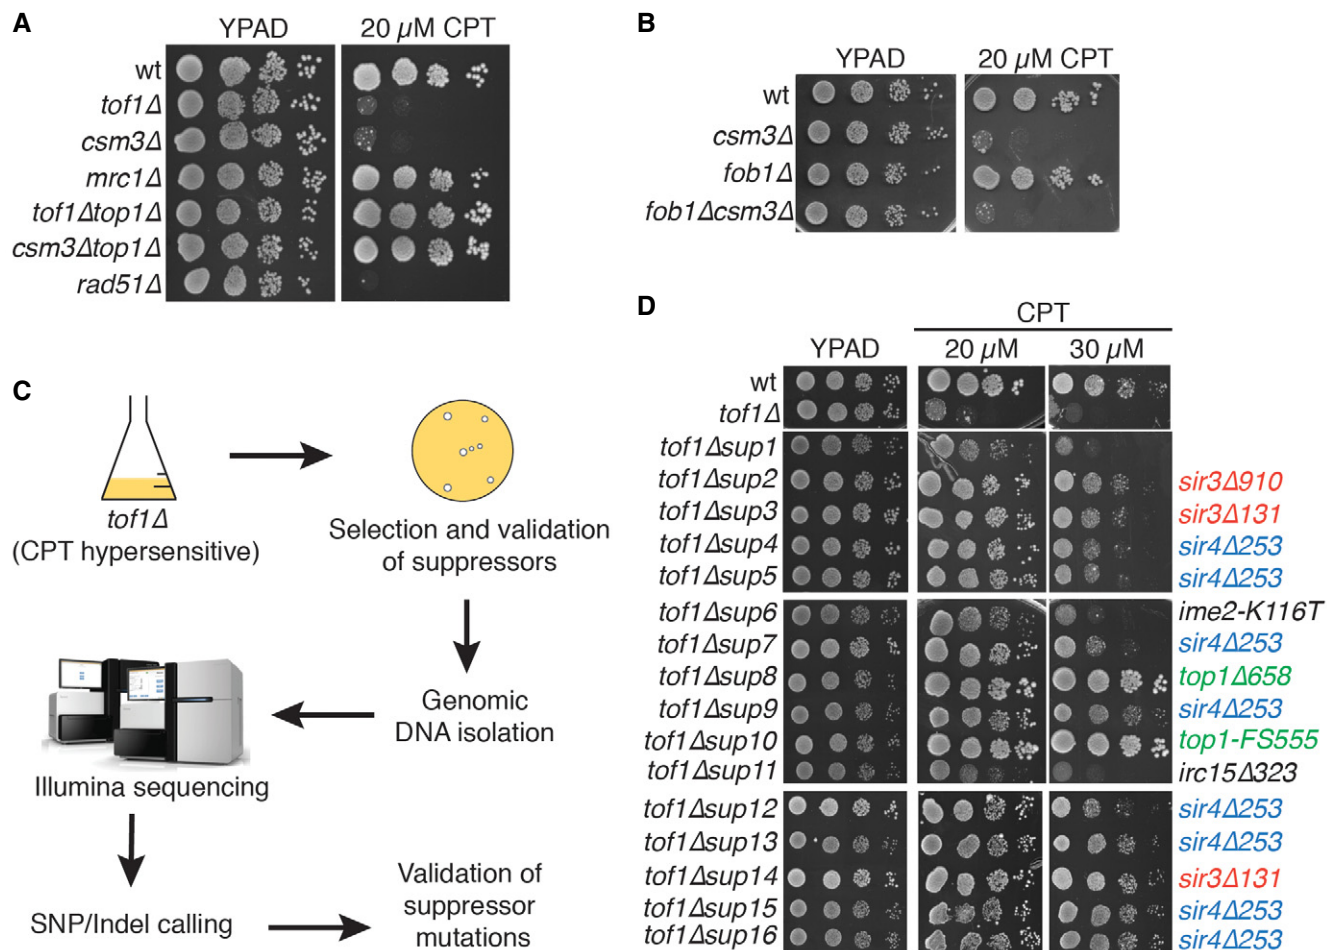 A
YPAD
20 µM CPT
wt
tof1Δ
csm3Δ
mrc1Δ
tof1Δtop1Δ
csm3Δtop1Δ
rad51Δ
B
YPAD
20 µM CPT
wt
csm3Δ
fob1Δ
fob1Δcsm3Δ
C
tof1Δ
(CPT hypersensitive)
Selection and validation
of suppressors
Genomic
DNA isolation
Illumina sequencing
SNP/Indel calling
Validation of
suppressor
mutations
D
CPT
YPAD
20 µM
30 µM
wt
tof1Δ
tof1Δsup1
tof1Δsup2 sir3Δ910
tof1Δsup3 sir3Δ131
tof1Δsup4 sir4Δ253
tof1Δsup5 sir4Δ253
tof1Δsup6 ime2-K116T
tof1Δsup7 sir4Δ253
tof1Δsup8 top1Δ658
tof1Δsup9 sir4Δ253
tof1Δsup10 top1-FS555
tof1Δsup11 irc15Δ323
tof1Δsup12 sir4Δ253
tof1Δsup13 sir4Δ253
tof1Δsup14 sir3Δ131
tof1Δsup15 sir4Δ253
tof1Δsup16 sir4Δ253